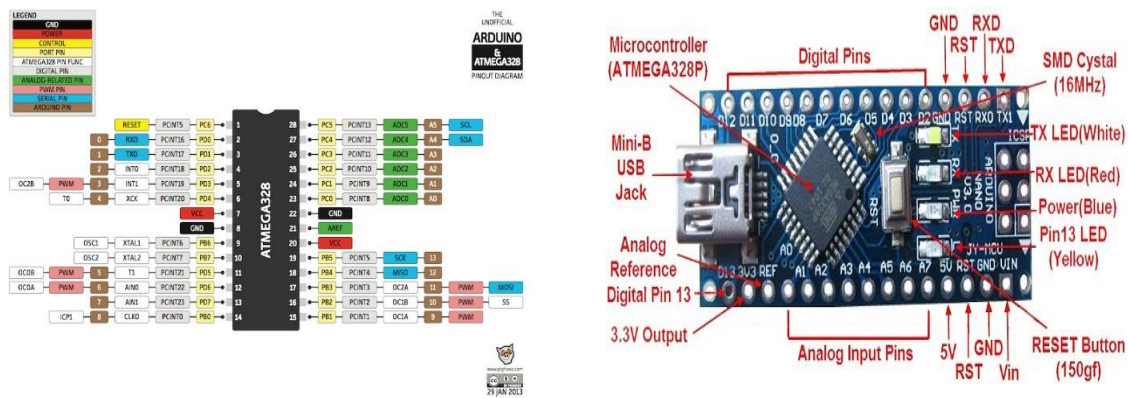 LEGEND
GND
POWER
CONTROL
PORT PIN
ATMEGA328 PIN FUNC
DIGITAL PIN
ANALOG-RELATED PIN
PWM PIN
SERIAL PIN
ARDUINO PIN
THE
UNOFFICIAL
ARDUINO
&
ATMEGA328
PINOUT DIAGRAM
RESET PCINT5 PC6 1
0 RXD PCINT16 PD0 2
1 TXD PCINT17 PD1 3
2 INT0 PCINT18 PD2 4
OC2B PWM 3 INT1 PCINT19 PD3 5
T0 4 XCK PCINT20 PD4 6
VCC 7
GND 8
OSC1 XTAL1 PCINT6 PB6 9
OSC2 XTAL2 PCINT7 PB7 10
OC0B PWM 5 T1 PCINT21 PD5 11
OC0A PWM 6 AIN0 PCINT22 PD6 12
7 AIN1 PCINT23 PD7 13
ICP1 8 CLK0 PCINT0 PB0 14
ATMEGA328
28 PC5 PCINT13 ADC5 A5 SCL
27 PC4 PCINT12 ADC4 A4 SDA
26 PC3 PCINT11 ADC3 A3
25 PC2 PCINT10 ADC2 A2
24 PC1 PCINT9 ADC1 A1
23 PC0 PCINT8 ADC0 A0
22 GND
21 AREF
20 VCC
19 PB5 PCINT5 SCK 13
18 PB4 PCINT4 MISO 12
17 PB3 PCINT3 OC2A 11 PWM MOSI
16 PB2 PCINT2 OC1B 10 PWM SS
15 PB1 PCINT1 OC1A 9 PWM
29 JAN 2013
Microcontroller
(ATMEGA328P)
Digital Pins
GND
RST
RXD
TXD
SMD Cystal
(16MHz)
D12 D11 D10 D9 D8 D7 D6 D5 D4 D3 D2 GND RST RX0 TX1
Mini-B
USB
Jack
TX LED(White)
RX LED(Red)
Power(Blue)
Pin13 LED
(Yellow)
RX
PWR
RST
ARDUINO
NANO
V3.0
JY-MCU
A0
D13 3V3 REF A1 A2 A3 A4 A5 A6 A7 5V RST GND VIN
Analog
Reference
Digital Pin 13
3.3V Output
Analog Input Pins
5V
RST
GND
Vin
RESET Button
(150gf)